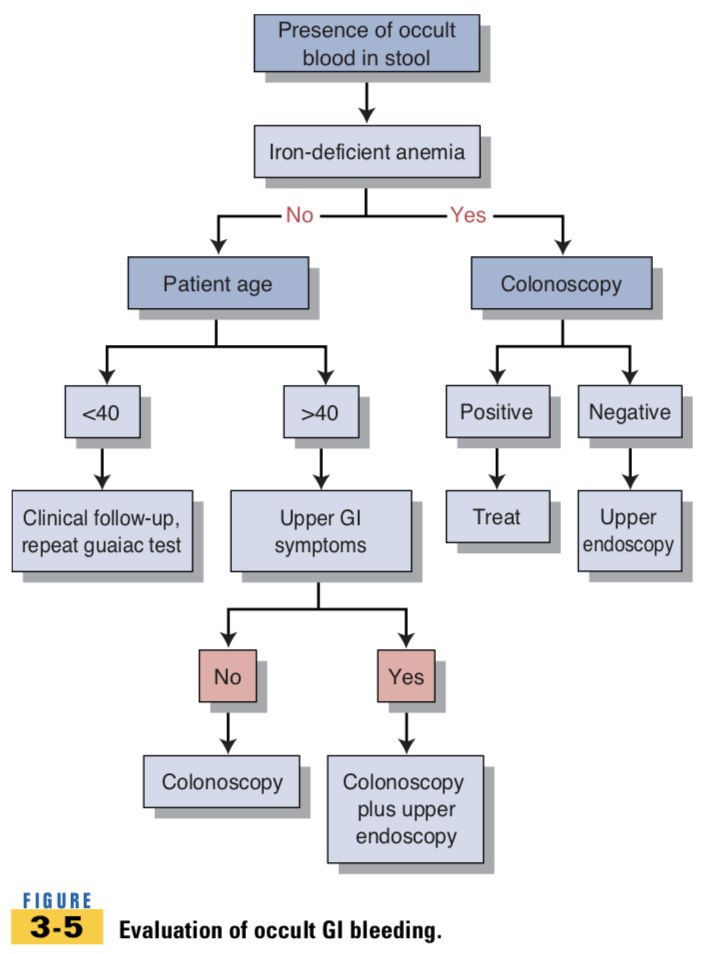 Presence of occult
blood in stool
Iron-deficient anemia
No
Yes
Patient age
Colonoscopy
<40
>40
Positive
Negative
Clinical follow-up,
repeat guaiac test
Upper GI
symptoms
Treat
Upper
endoscopy
No
Yes
Colonoscopy
Colonoscopy
plus upper
endoscopy
FIGURE
3-5
Evaluation of occult GI bleeding.